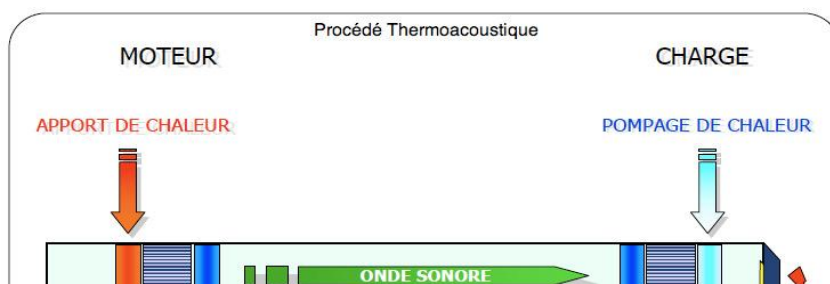 Procédé Thermoacoustique
MOTEUR
CHARGE
APPORT DE CHALEUR
POMPAGE DE CHALEUR
ONDE SONORE